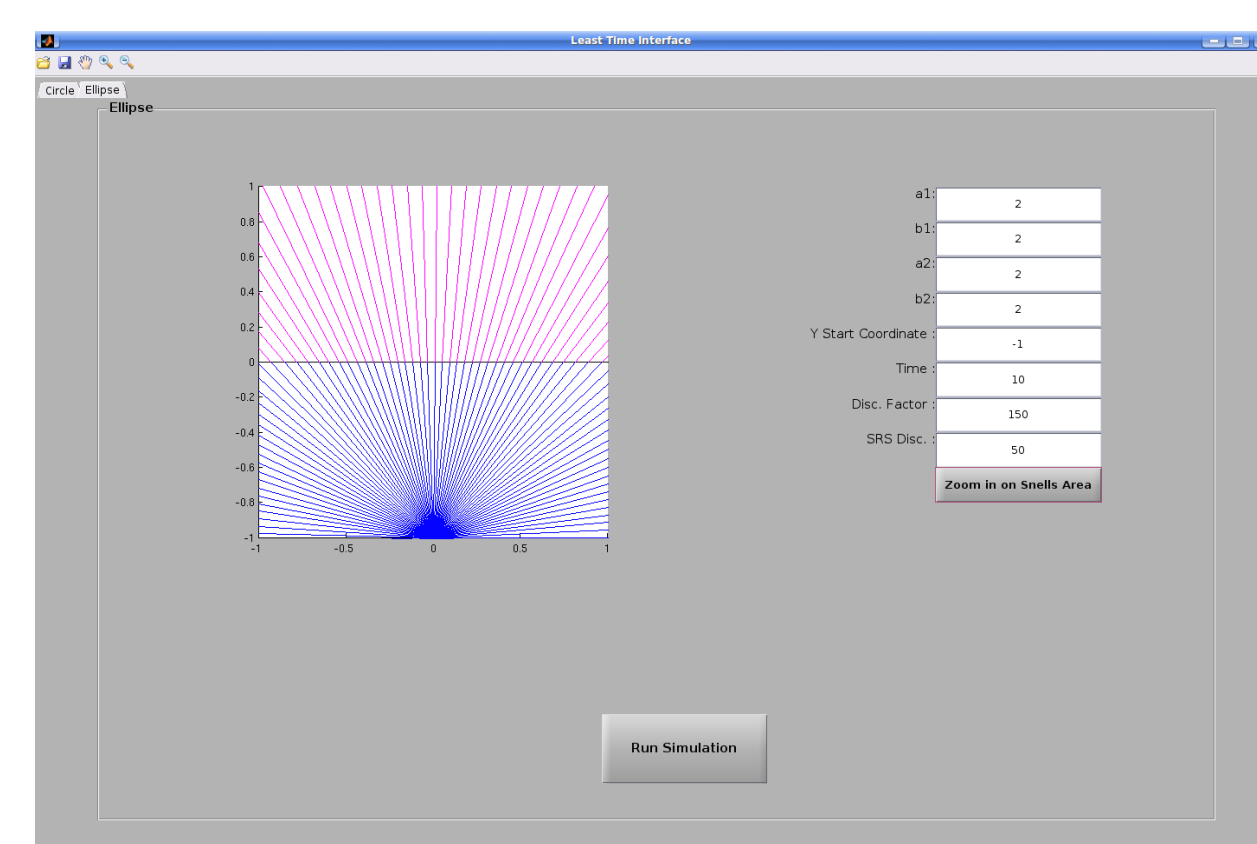 Least Time Interface
Circle Ellipse
Ellipse
1
0.8
0.6
0.4
0.2
0
-0.2
-0.4
-0.6
-0.8
-1
-1 -0.5 0 0.5 1
a1: 2
b1: 2
a2: 2
b2: 2
Y Start Coordinate : -1
Time : 10
Disc. Factor : 150
SRS Disc. : 50
Zoom in on Snells Area
Run Simulation